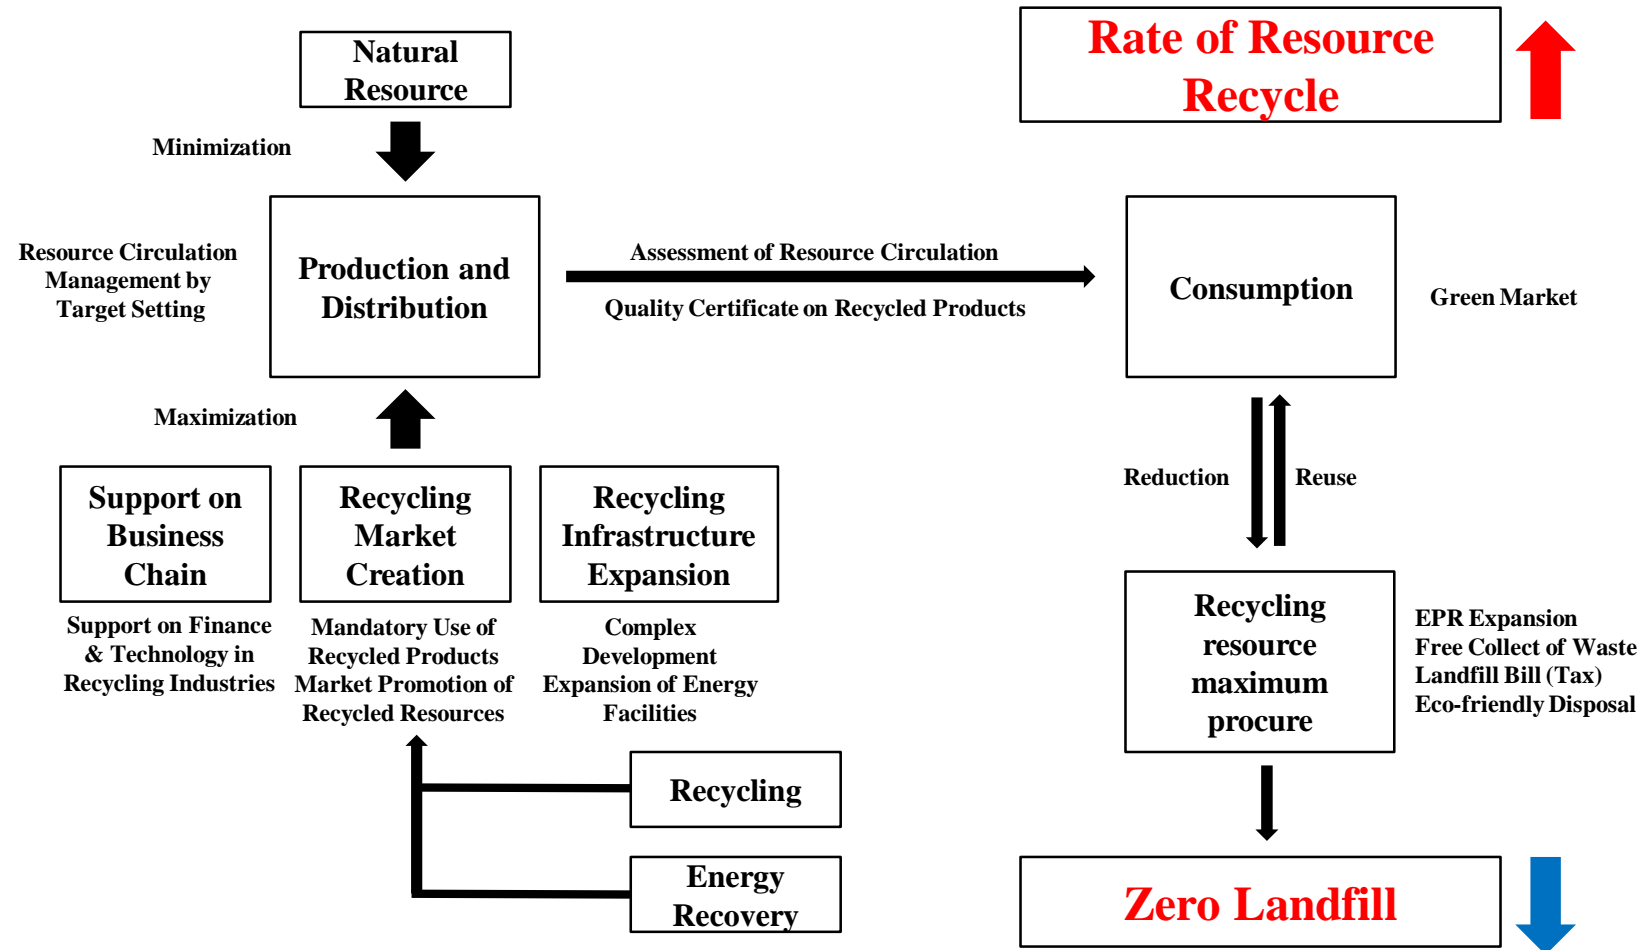 Natural
Resource
Rate of Resource
Recycle
Minimization
Resource Circulation
Management by
Target Setting
Production and
Distribution
Assessment of Resource Circulation
Quality Certificate on Recycled Products
Consumption
Green Market
Maximization
Support on
Business
Chain
Recycling
Market
Creation
Recycling
Infrastructure
Expansion
Reduction
Reuse
Support on Finance
& Technology in
Recycling Industries
Mandatory Use of
Recycled Products
Market Promotion of
Recycled Resources
Complex
Development
Expansion of Energy
Facilities
Recycling
resource
maximum
procure
EPR Expansion
Free Collect of Waste
Landfill Bill (Tax)
Eco-friendly Disposal
Recycling
Energy
Recovery
Zero Landfill